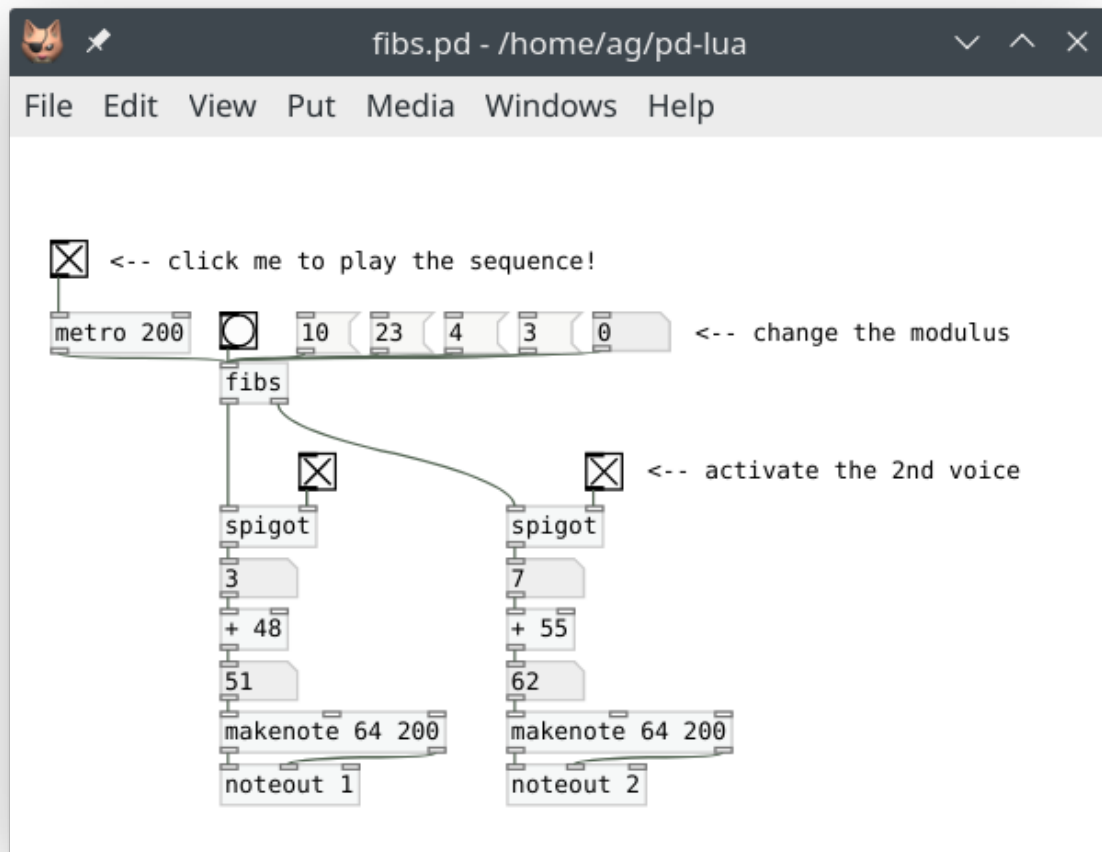 fibs.pd - /home/ag/pd-lua
File Edit View Put Media Windows Help
<-- click me to play the sequence!
metro 200 10 23 4 3 0 <-- change the modulus
fibs
<-- activate the 2nd voice
spigot spigot
3 7
+ 48 + 55
51 62
makenote 64 200 makenote 64 200
noteout 1 noteout 2